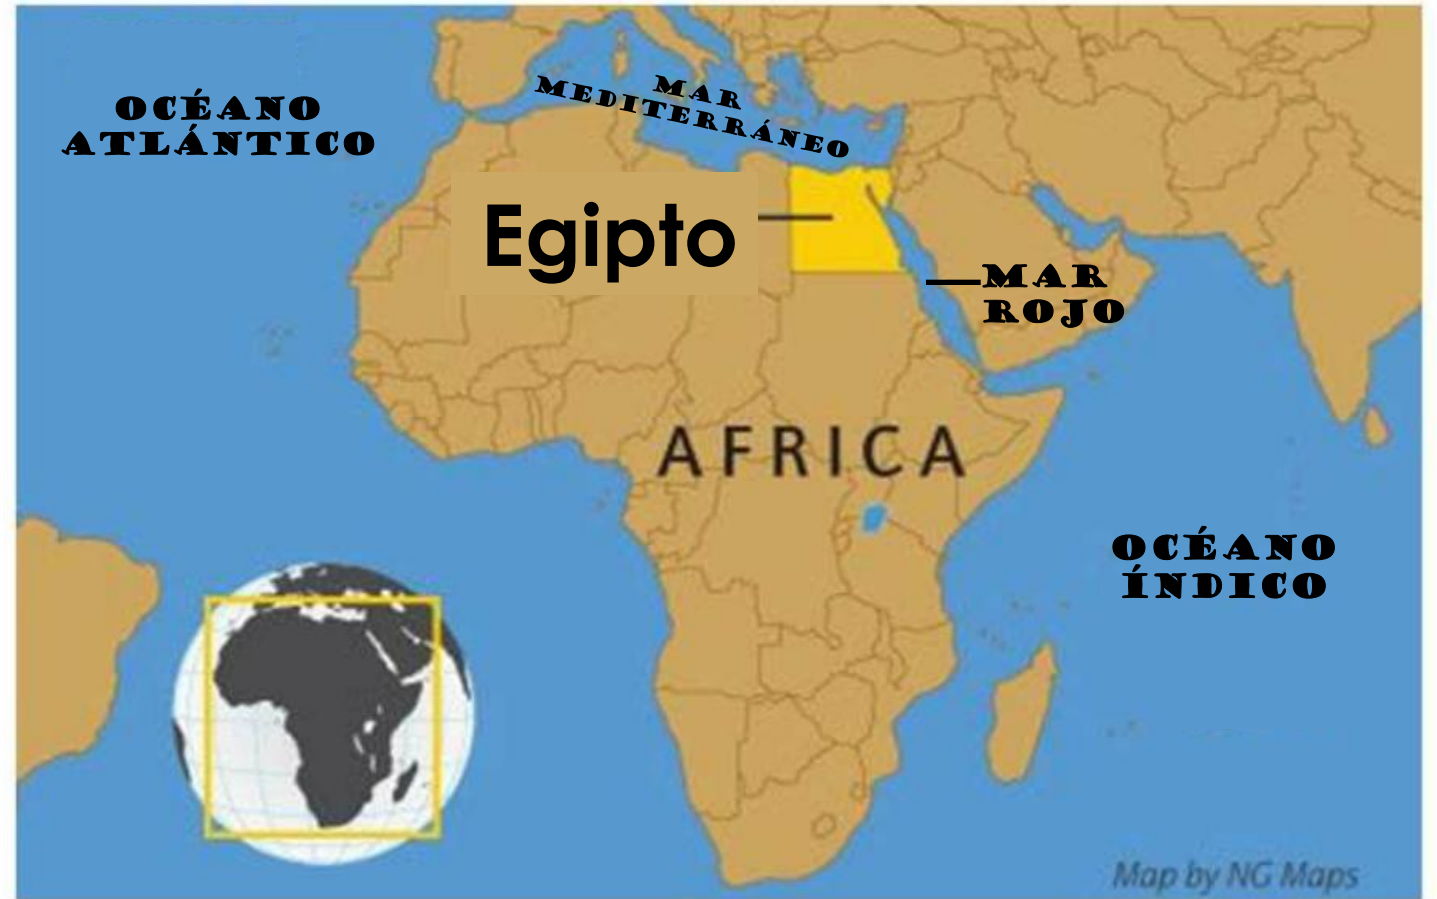 OCÉANO
ATLÁNTICO
MAR
MEDITERRÁNEO
Egipto
MAR
ROJO
AFRICA
OCÉANO
ÍNDICO
Map by NG Maps